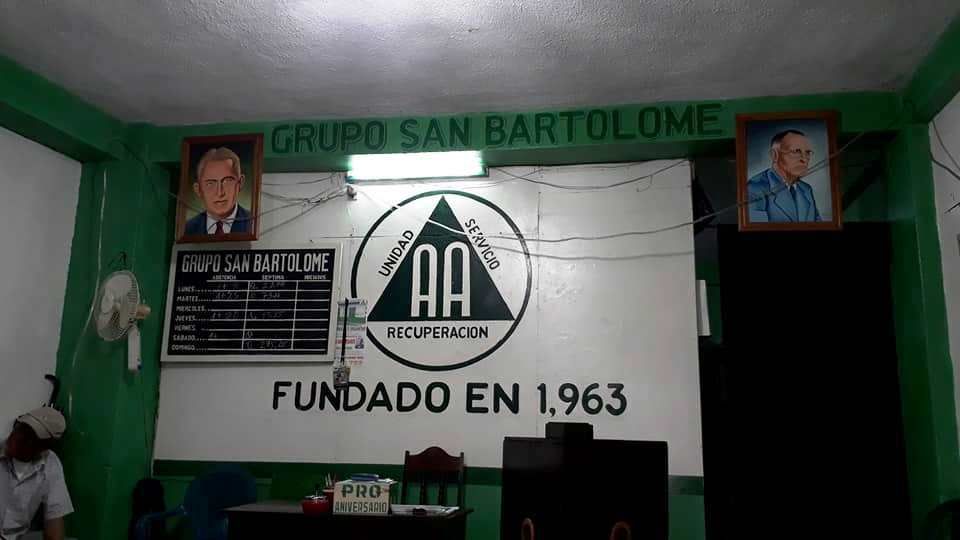 GRUPO SAN BARTOLOME
GRUPO SAN BARTOLOME
LUNES
MARTES
MIERCOLES
JUEVES
VIERNES
SABADO
DOMINGO
UNIDAD
SERVICIO
AA
RECUPERACION
FUNDADO EN 1,963
PRO
ANIVERSARIO